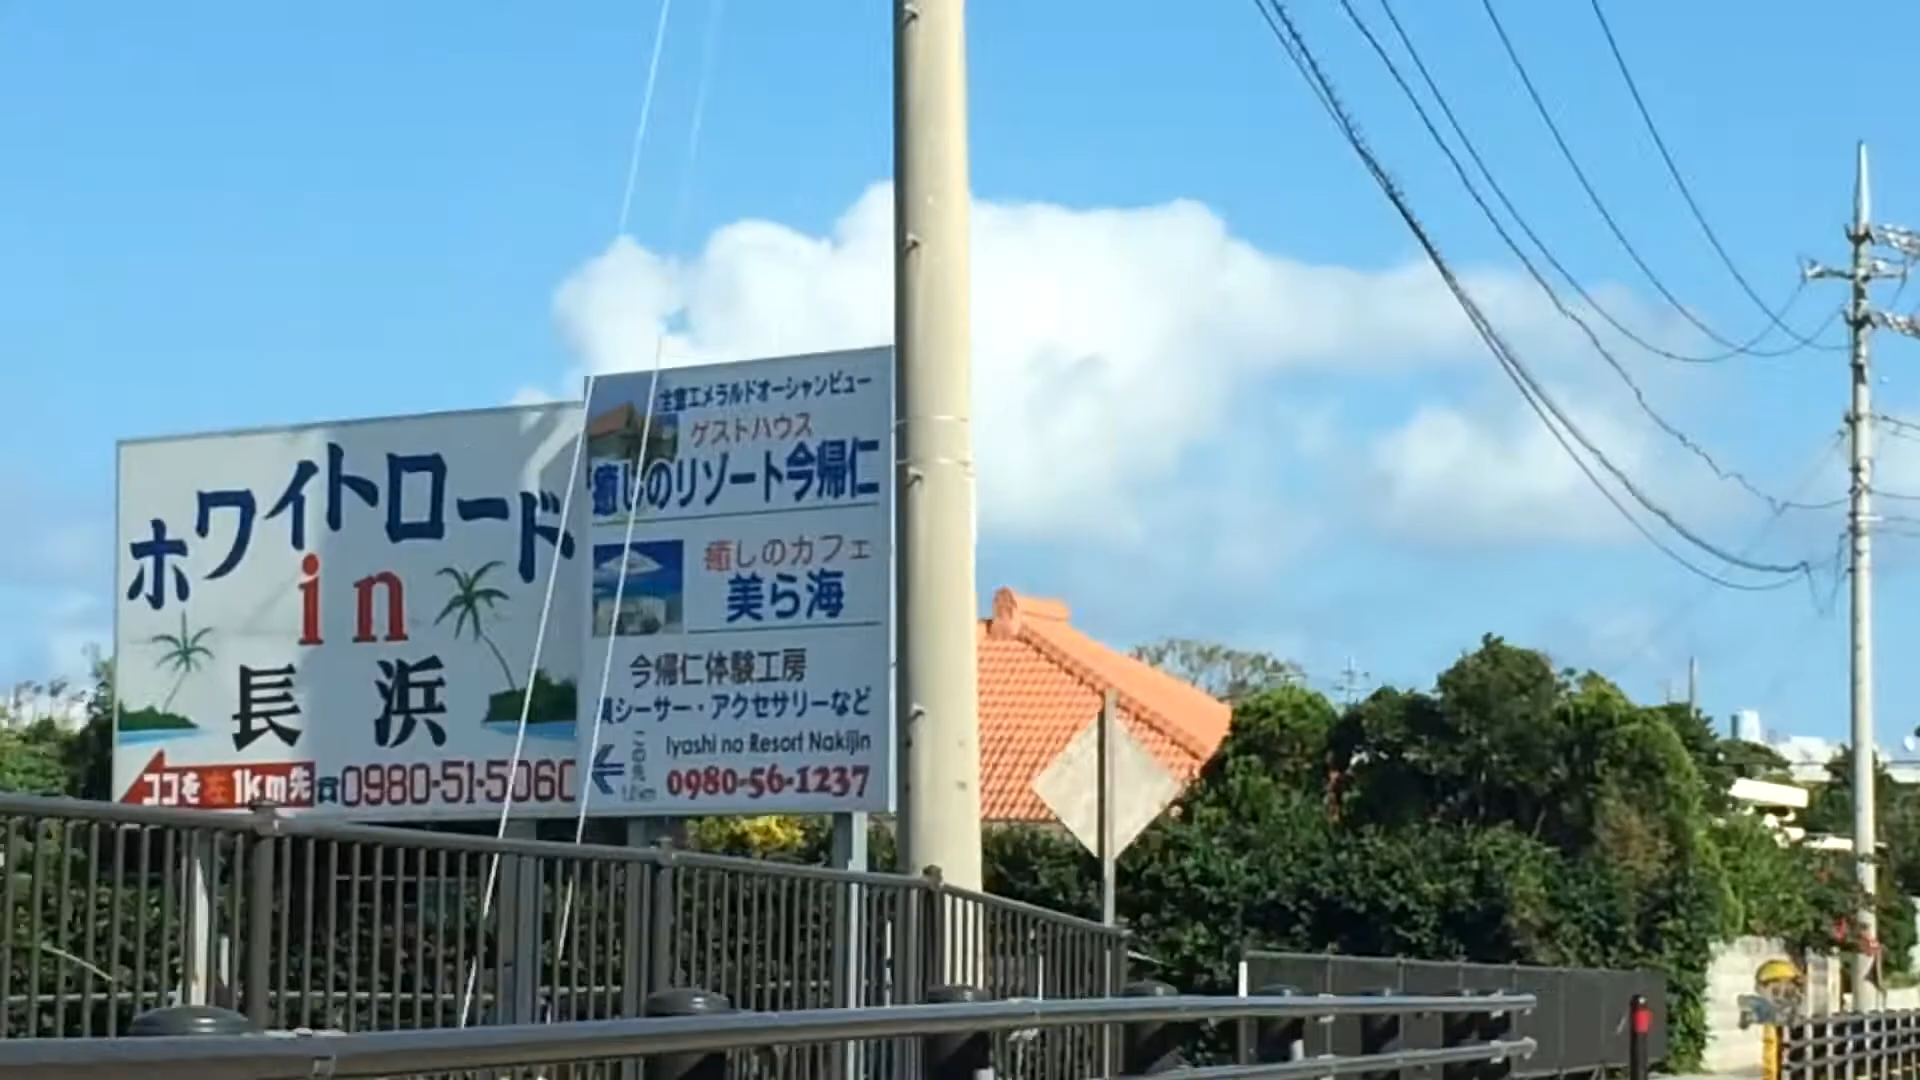 ホワイトロード
in
長浜
ココを左1km先 ☎0980-51-5060
全室エメラルドオーシャンビュー
ゲストハウス
癒しのリゾート今帰仁
癒しのカフェ
美ら海
今帰仁体験工房
シーサー・アクセサリーなど
Iyashi no Resort Nakijin
0980-56-1237